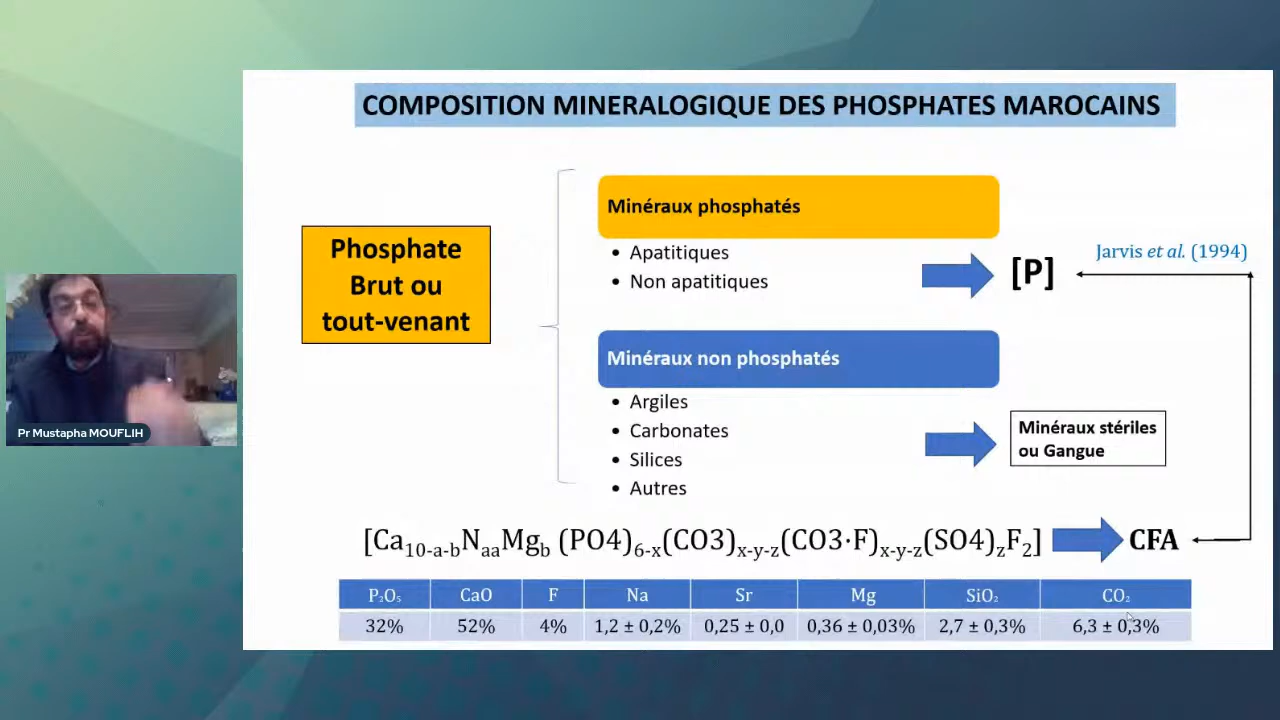 COMPOSITION MINERALOGIQUE DES PHOSPHATES MAROCAINS
Phosphate
Brut ou
tout-venant
Minéraux phosphatés
• Apatitiques
• Non apatitiques
[P]
Jarvis et al. (1994)
Minéraux non phosphatés
• Argiles
• Carbonates
• Silices
• Autres
Minéraux stériles
ou Gangue
Pr Mustapha MOUFLIH
[Ca10-a-bNaaMgb (PO4)6-x(CO3)x-y-z(CO3·F)x-y-z(SO4)zF2]
CFA
P₂O₅ CaO F Na Sr Mg SiO₂ CO₂
32% 52% 4% 1,2 ± 0,2% 0,25 ± 0,0 0,36 ± 0,03% 2,7 ± 0,3% 6,3 ± 0,3%